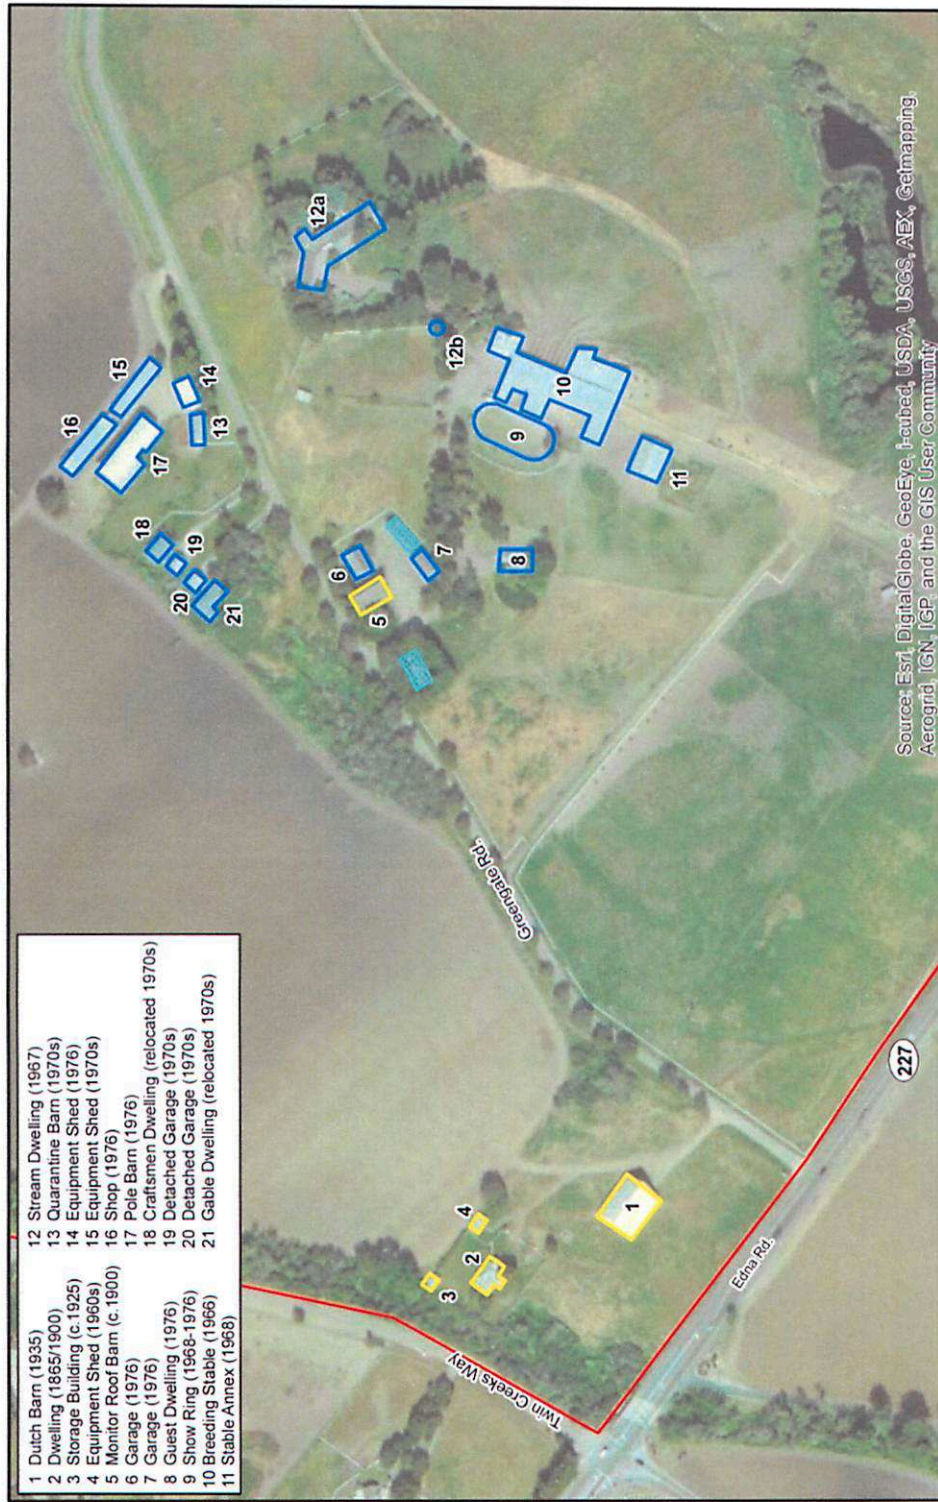 1 Dutch Barn (1935)
2 Dwelling (1865/1900)
3 Storage Building (c.1925)
4 Equipment Shed (1960s)
5 Monitor Roof Barn (c.1900)
6 Garage (1976)
7 Garage (1976)
8 Guest Dwelling (1976)
9 Show Ring (1968-1976)
10 Breeding Stable (1966)
11 Stable Annex (1968)
12 Stream Dwelling (1967)
13 Quarantine Barn (1970s)
14 Equipment Shed (1976)
15 Equipment Shed (1970s)
16 Shop (1976)
17 Pole Barn (1976)
18 Craftsmen Dwelling (relocated 1970s)
19 Detached Garage (1970s)
20 Detached Garage (1970s)
21 Gable Dwelling (relocated 1970s)
16
15
14
13
17
18
19
20
21
12a
12b
6
5
7
8
9
10
11
Greengate Rd.
4
3
2
1
Twin Creeks Way
Edna Rd.
227
Source: Esri, DigitalGlobe, GeoEye, i-cubed, USDA, USGS, AEX, Getmapping,
Aerogrid, IGN, IGP, and the GIS User Community